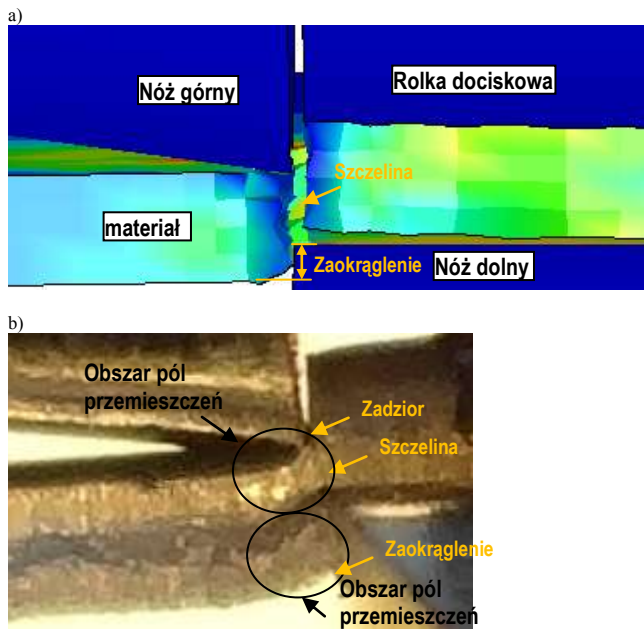 a)
Nóż górny
Rolka dociskowa
Szczelina
materiał
Zaokrąglenie
Nóż dolny
b)
Obszar pól
przemieszczeń
Zadzior
Szczelina
Zaokrąglenie
Obszar pól
przemieszczeń